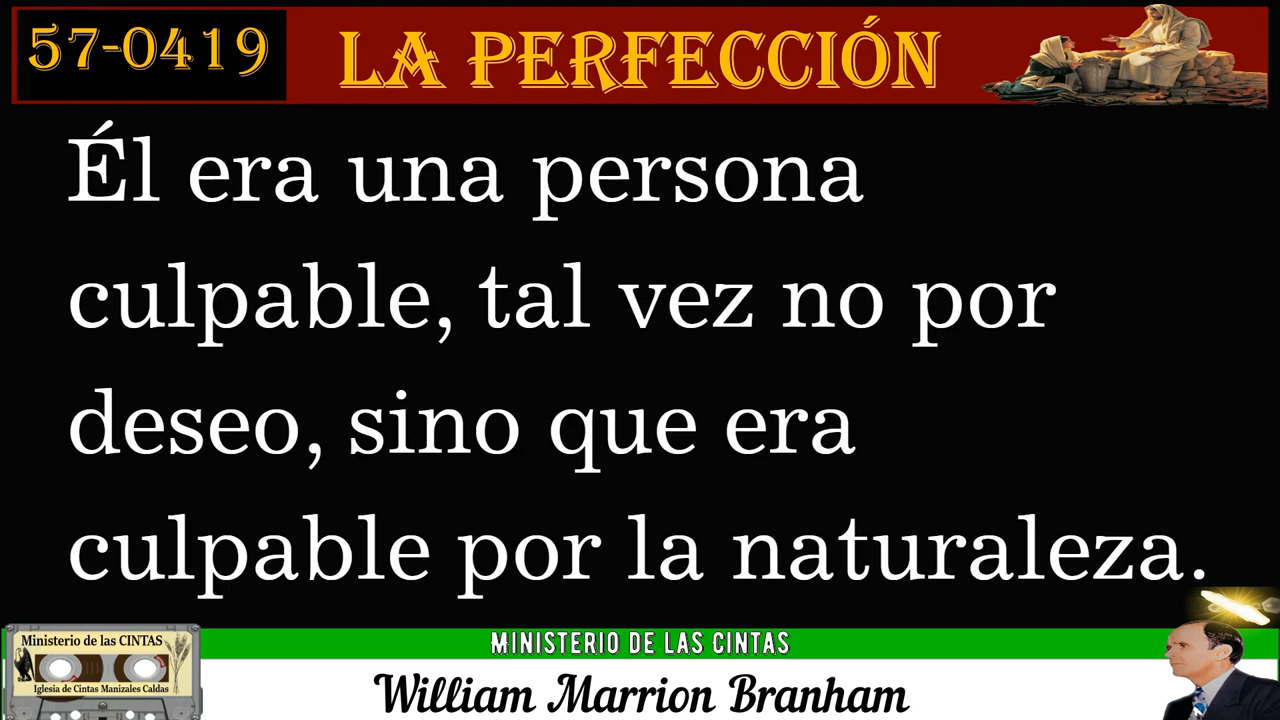 57-0419
LA PERFECCIÓN
Él era una persona
culpable, tal vez no por
deseo, sino que era
culpable por la naturaleza.
MINISTERIO DE LAS CINTAS
Ministerio de las CINTAS
Iglesia de Cintas Manizales Caldas
William Marrion Branham